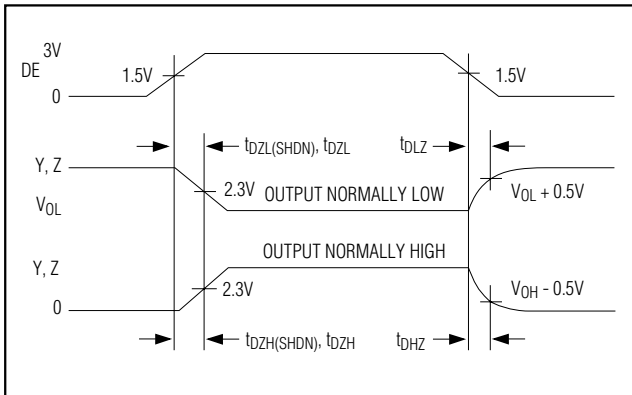 3V
DE
1.5V
1.5V
0
tDZL(SHDN), tDZL
tDLZ
Y, Z
2.3V
OUTPUT NORMALLY LOW
VOL + 0.5V
VOL
OUTPUT NORMALLY HIGH
Y, Z
2.3V
VOH - 0.5V
0
tDZH(SHDN), tDZH
tDHZ